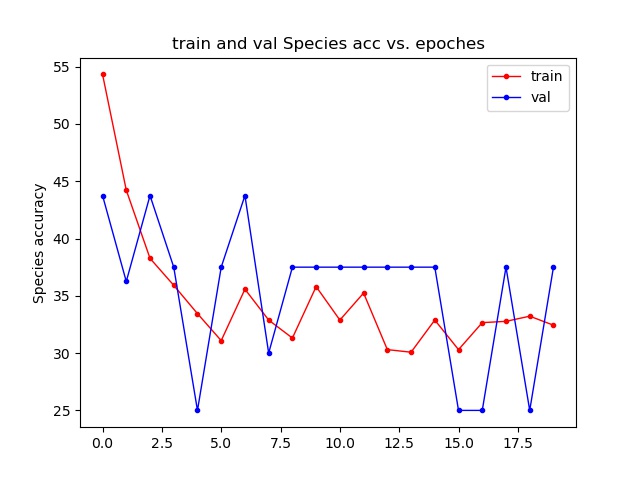 train and val Species acc vs. epoches
train
val
Species accuracy
55
50
45
40
35
30
25
0.0 2.5 5.0 7.5 10.0 12.5 15.0 17.5